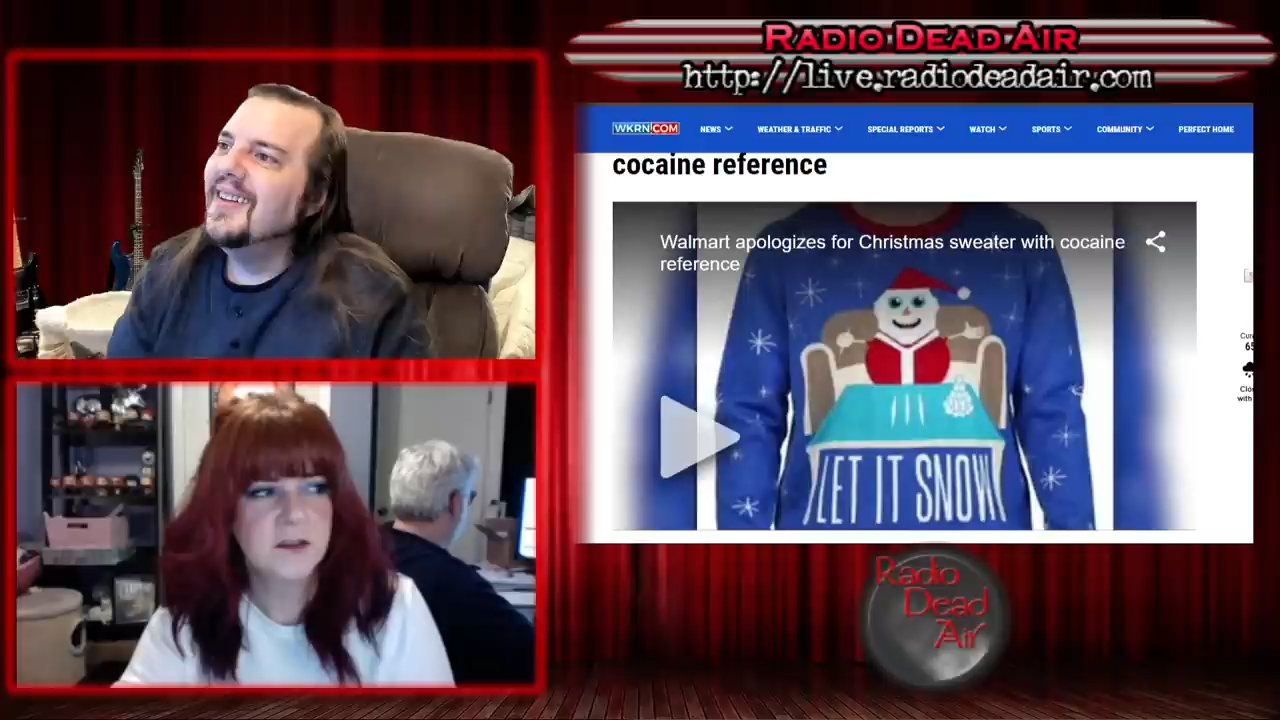 Radio Dead Air
http://live.radiodeadair.com
WKRN.COM NEWS WEATHER & TRAFFIC SPECIAL REPORTS WATCH SPORTS COMMUNITY PERFECT HOME
cocaine reference
Walmart apologizes for Christmas sweater with cocaine
reference
LET IT SNOW
Radio
Dead
Air